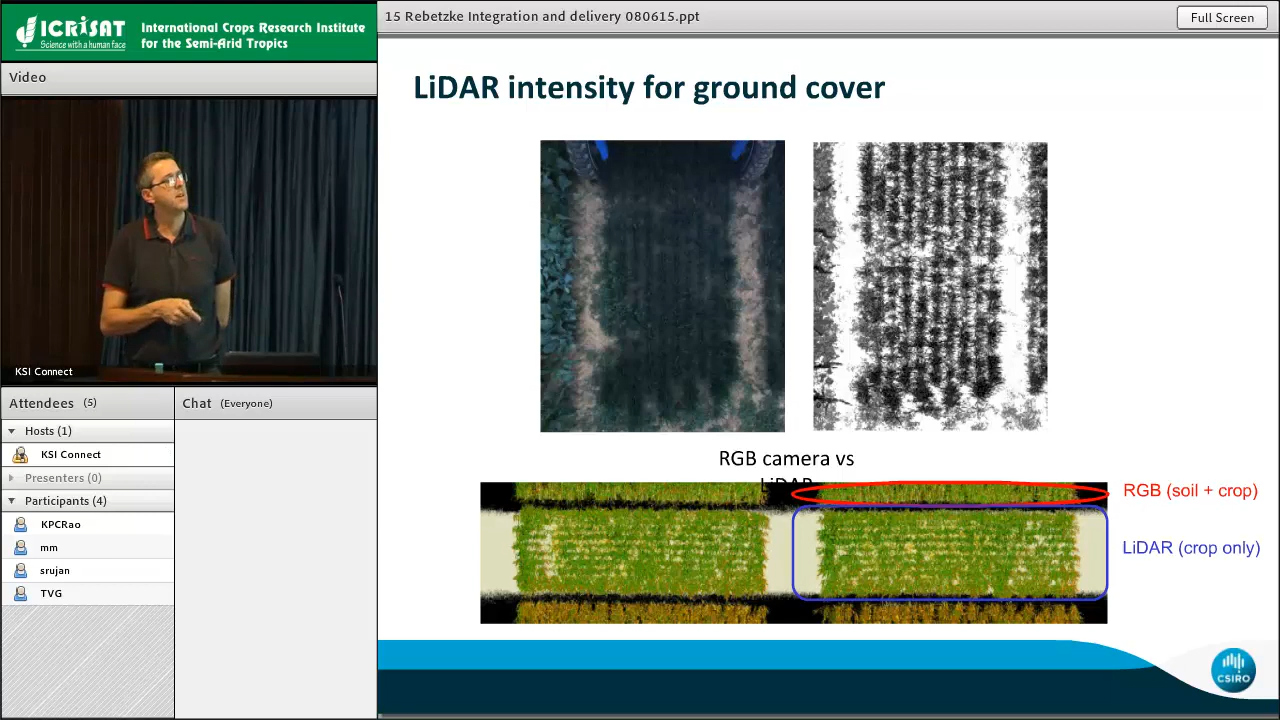 ICRISAT
Science with a human face
International Crops Research Institute
for the Semi-Arid Tropics
15 Rebetzke Integration and delivery 080615.ppt
Full Screen
Video
KSI Connect
Attendees (5)
Chat (Everyone)
Hosts (1)
KSI Connect
Presenters (0)
Participants (4)
KPCRao
mm
srujan
TVG
LiDAR intensity for ground cover
RGB camera vs
LiDAR
RGB (soil + crop)
LiDAR (crop only)
CSIRO